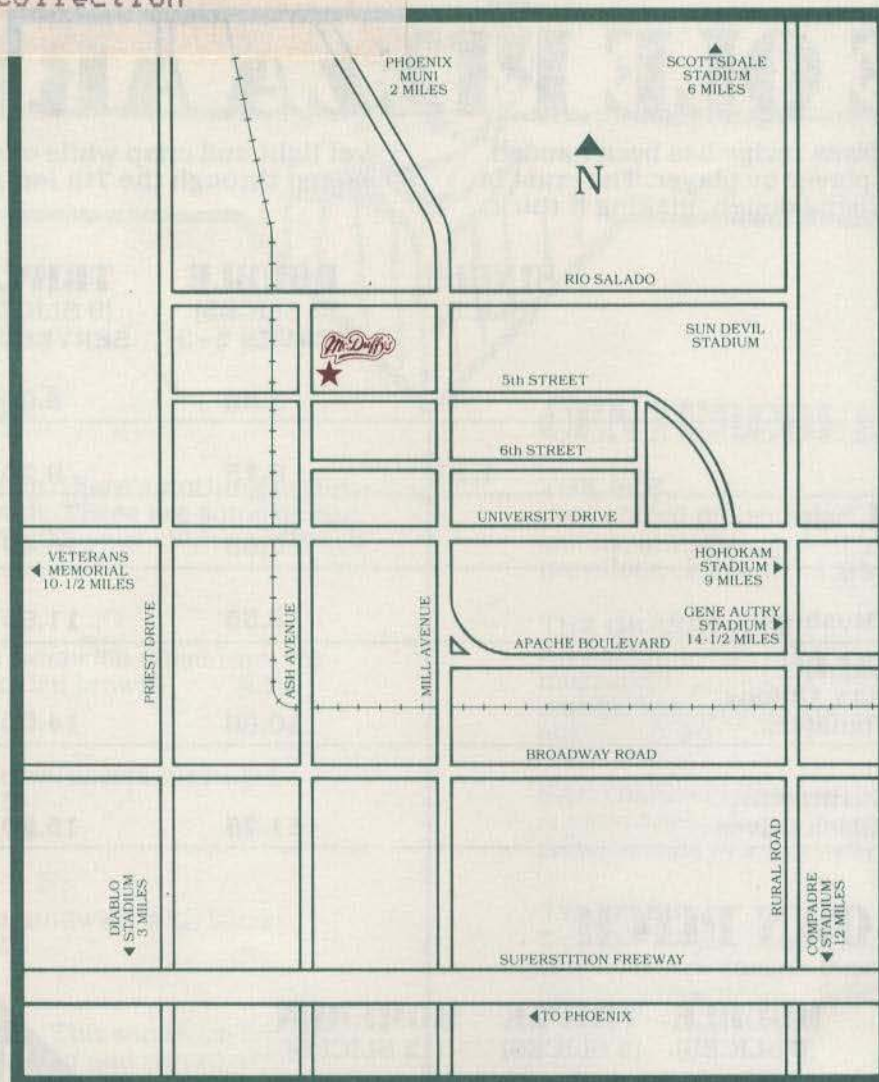 PHOENIX
MUNI
2 MILES
SCOTTSDALE
STADIUM
6 MILES
N
RIO SALADO
SUN DEVIL
STADIUM
McDuffy's
5th STREET
6th STREET
UNIVERSITY DRIVE
VETERANS
MEMORIAL
10-1/2 MILES
HOHOKAM
STADIUM
9 MILES
GENE AUTRY
STADIUM
14-1/2 MILES
PRIEST DRIVE
ASH AVENUE
MILL AVENUE
APACHE BOULEVARD
BROADWAY ROAD
DIABLO
STADIUM
3 MILES
RURAL ROAD
COMPADRE
STADIUM
12 MILES
SUPERSTITION FREEWAY
TO PHOENIX